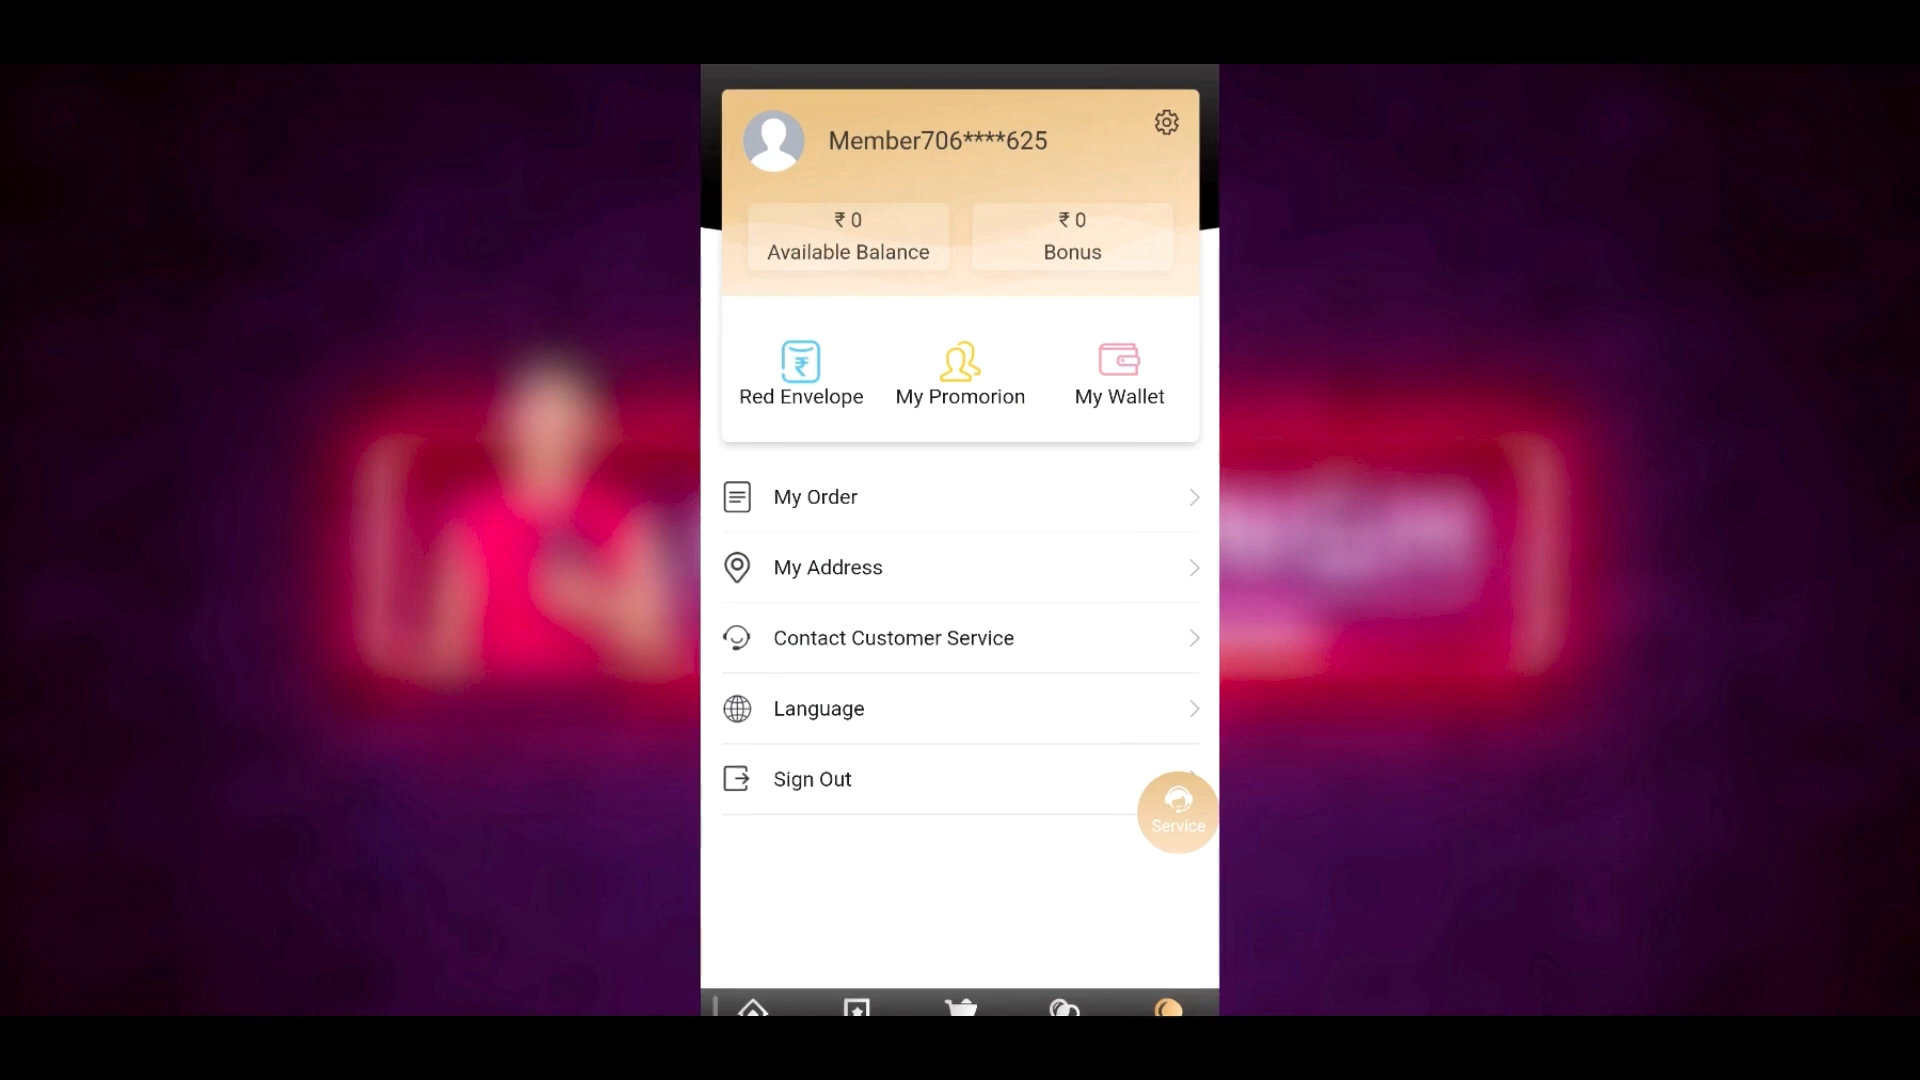 Member706****625
₹ 0
Available Balance
₹ 0
Bonus
Red Envelope
My Promorion
My Wallet
My Order
My Address
Contact Customer Service
Language
Sign Out
Service